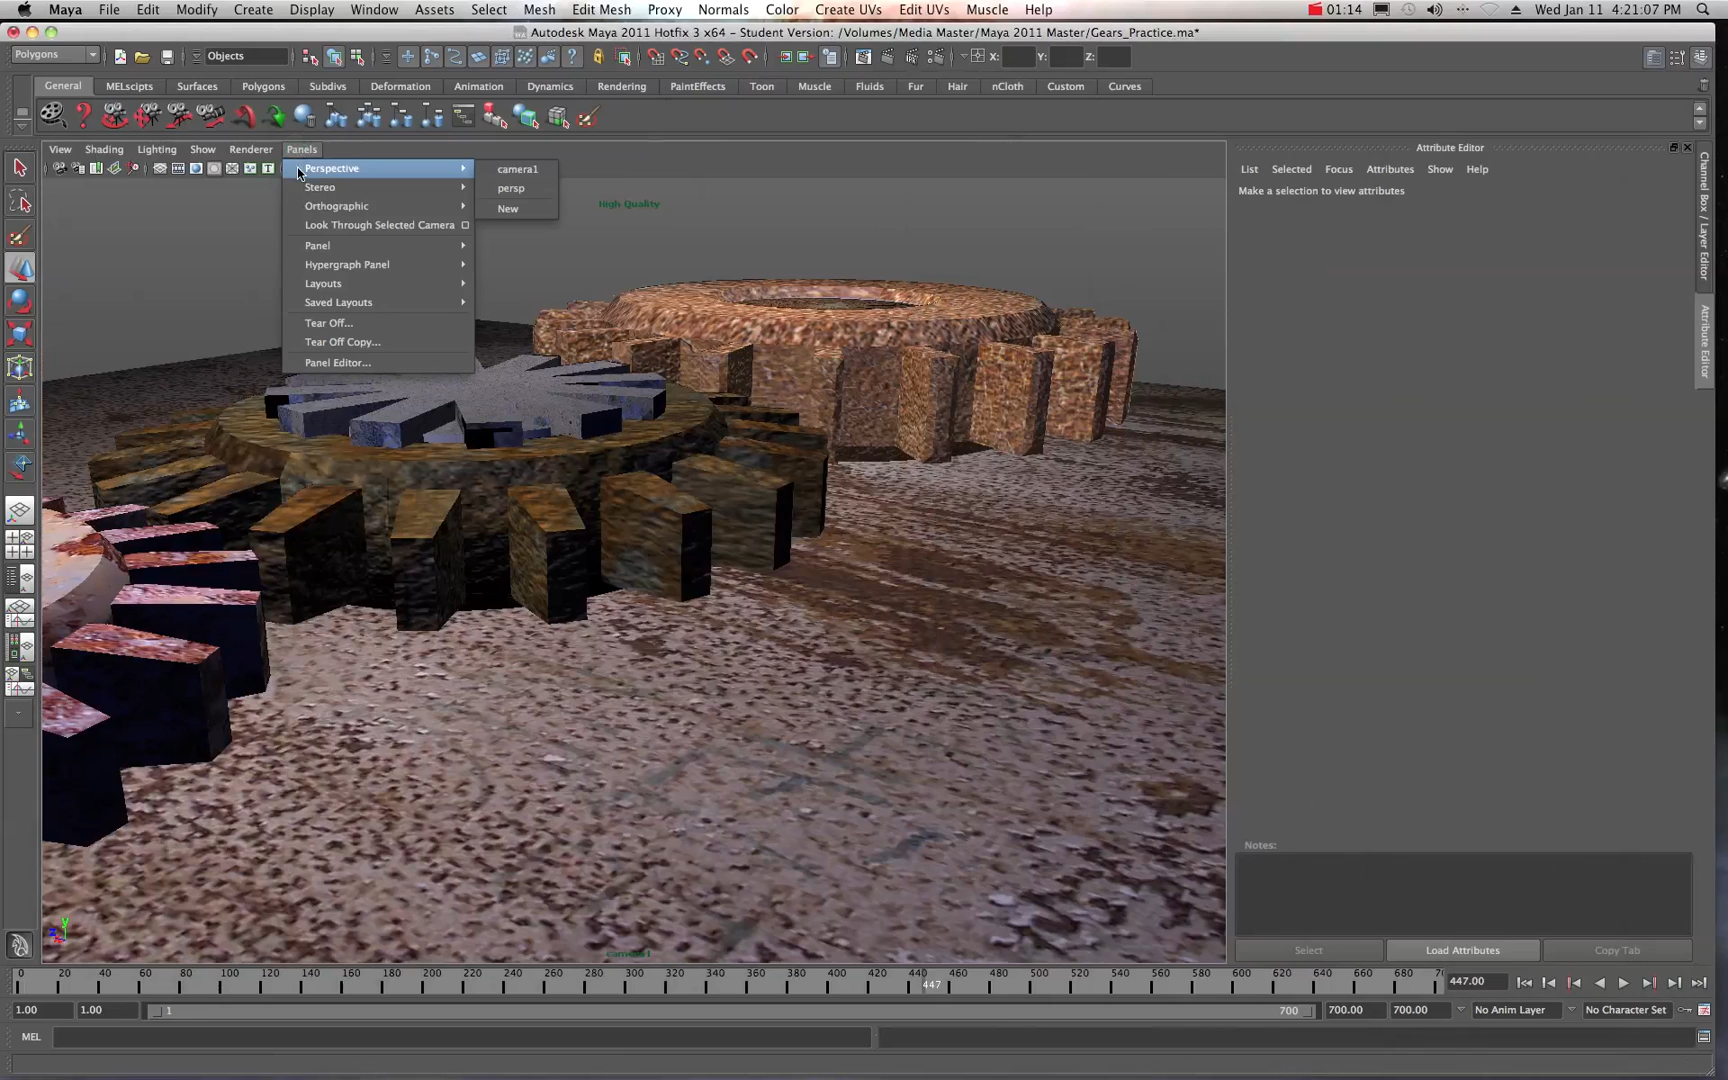 Maya File Edit Modify Create Display Window Assets Select Mesh Edit Mesh Proxy Normals Color Create UVs Edit UVs Muscle Help 01:14 Wed Jan 11 4:21:07 PM
Autodesk Maya 2011 Hotfix 3 x64 - Student Version: /Volumes/Media Master/Maya 2011 Master/Gears_Practice.ma*
Polygons Objects X: Y: Z:
General MELscipts Surfaces Polygons Subdivs Deformation Animation Dynamics Rendering PaintEffects Toon Muscle Fluids Fur Hair nCloth Custom Curves
View Shading Lighting Show Renderer Panels
Attribute Editor
List Selected Focus Attributes Show Help
Make a selection to view attributes
Perspective
Stereo
Orthographic
Look Through Selected Camera
Panel
Hypergraph Panel
Layouts
Saved Layouts
Tear Off...
Tear Off Copy...
Panel Editor...
camera1
persp
New
High Quality
Channel Box / Layer Editor
Attribute Editor
Notes:
Select Load Attributes Copy Tab
camera1
0 20 40 60 80 100 120 140 160 180 200 220 240 260 280 300 320 340 360 380 400 420 440 460 480 500 520 540 560 580 600 620 640 660 680
447
447.00
1.00 1.00 1 700 700.00 700.00 No Anim Layer No Character Set
MEL